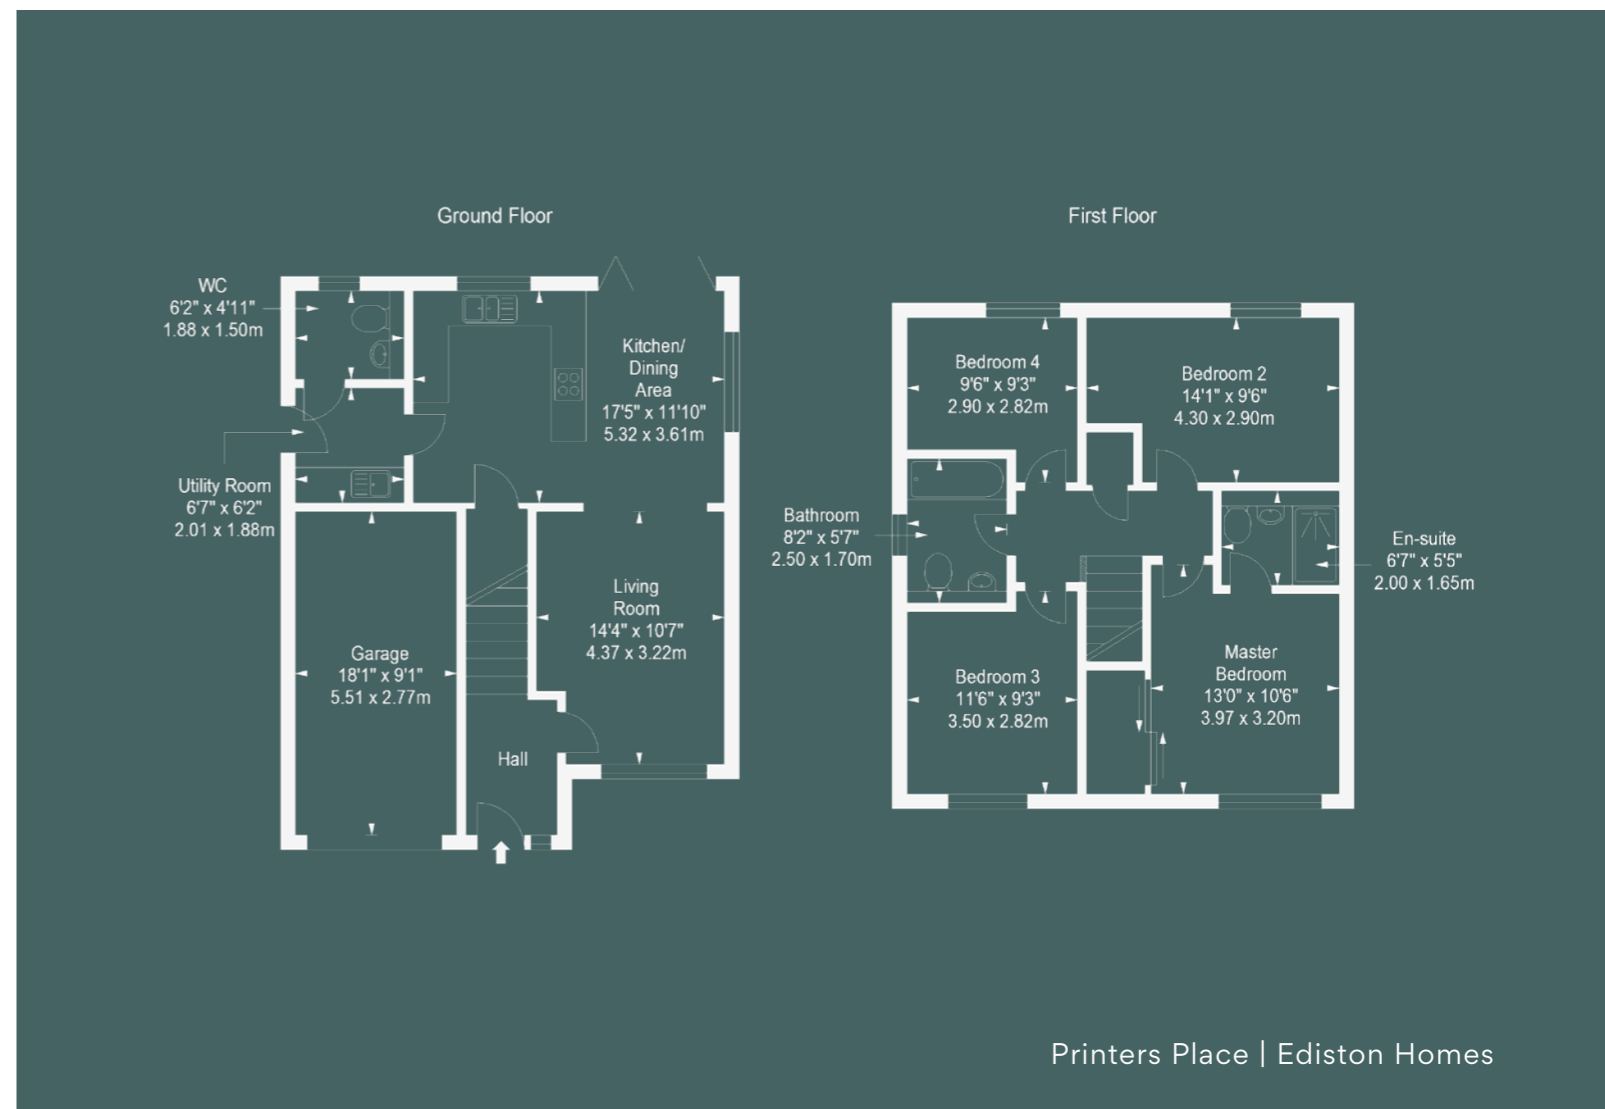 Ground Floor
WC
6'2" x 4'11"
1.88 x 1.50m
Kitchen/
Dining
Area
17'5" x 11'10"
5.32 x 3.61m
Utility Room
6'7" x 6'2"
2.01 x 1.88m
Living
Room
14'4" x 10'7"
4.37 x 3.22m
Garage
18'1" x 9'1"
5.51 x 2.77m
Hall
First Floor
Bedroom 4
9'6" x 9'3"
2.90 x 2.82m
Bedroom 2
14'1" x 9'6"
4.30 x 2.90m
Bathroom
8'2" x 5'7"
2.50 x 1.70m
En-suite
6'7" x 5'5"
2.00 x 1.65m
Bedroom 3
11'6" x 9'3"
3.50 x 2.82m
Master
Bedroom
13'0" x 10'6"
3.97 x 3.20m
Printers Place | Ediston Homes